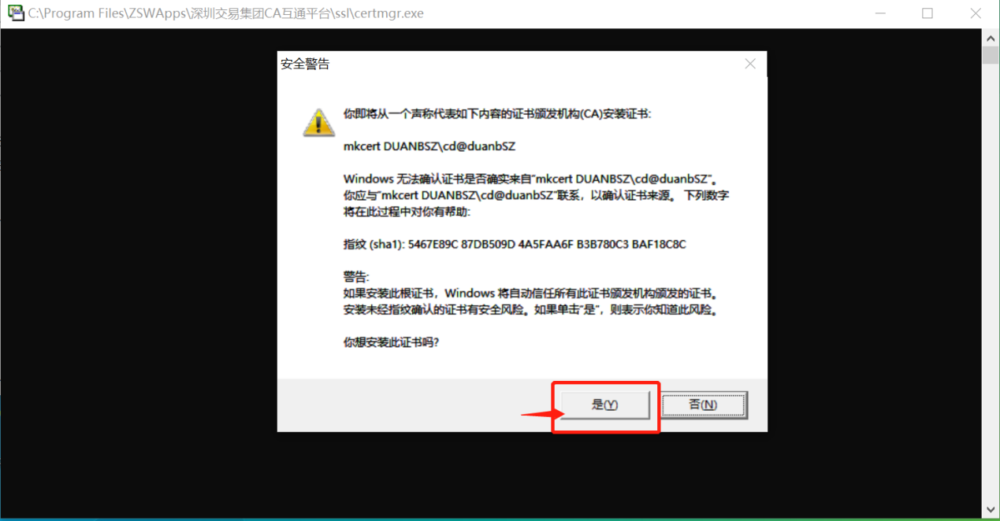 C:\Program Files\ZSWApps\深圳交易集团CA互通平台\ssl\certmgr.exe
安全警告
你即将从一个声称代表如下内容的证书颁发机构(CA)安装证书:
mkcert DUANBSZ\cd@duanbSZ
Windows 无法确认证书是否确实来自"mkcert DUANBSZ\cd@duanbSZ"。
你应与"mkcert DUANBSZ\cd@duanbSZ"联系，以确认证书来源。 下列数字
将在此过程中对你有帮助:
指纹 (sha1): 5467E89C 87DB509D 4A5FAA6F B3B780C3 BAF18C8C
警告:
如果安装此根证书，Windows 将自动信任所有此证书颁发机构颁发的证书。
安装未经指纹确认的证书有安全风险。如果单击"是"，则表示你知道此风险。
你想安装此证书吗?
是(Y)
否(N)